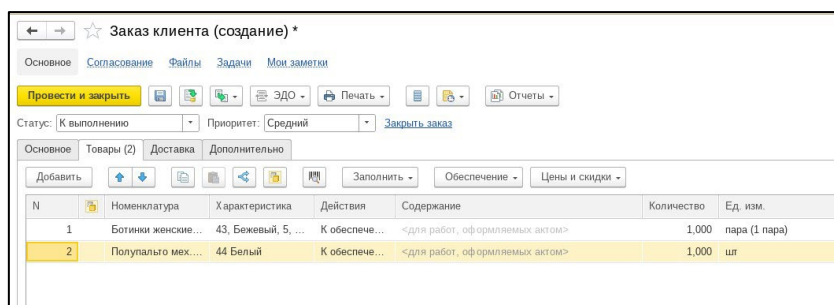 Заказ клиента (создание) *
Основное Согласование Файлы Задачи Мои заметки
Провести и закрыть ЭДО Печать Отчеты
Статус: К выполнению Приоритет: Средний Закрыть заказ
Основное Товары (2) Доставка Дополнительно
Добавить Заполнить Обеспечение Цены и скидки
N Номенклатура Характеристика Действия Содержание Количество Ед. изм.
1 Ботинки женские... 43, Бежевый, 5, ... К обеспече... <для работ, оформляемых актом> 1,000 пара (1 пара)
2 Полупальто мех.... 44 Белый К обеспече... <для работ, оформляемых актом> 1,000 шт